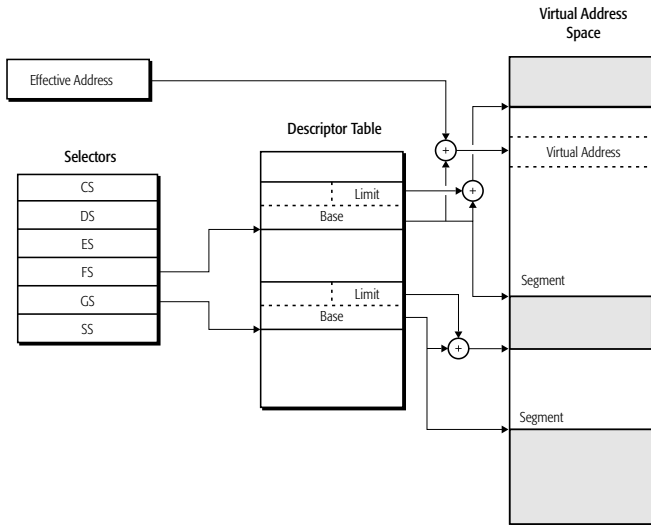 Virtual Address
Space
Effective Address
Descriptor Table
Selectors
CS
DS
ES
FS
GS
SS
Limit
Base
Limit
Base
+
+
+
Virtual Address
Segment
Segment